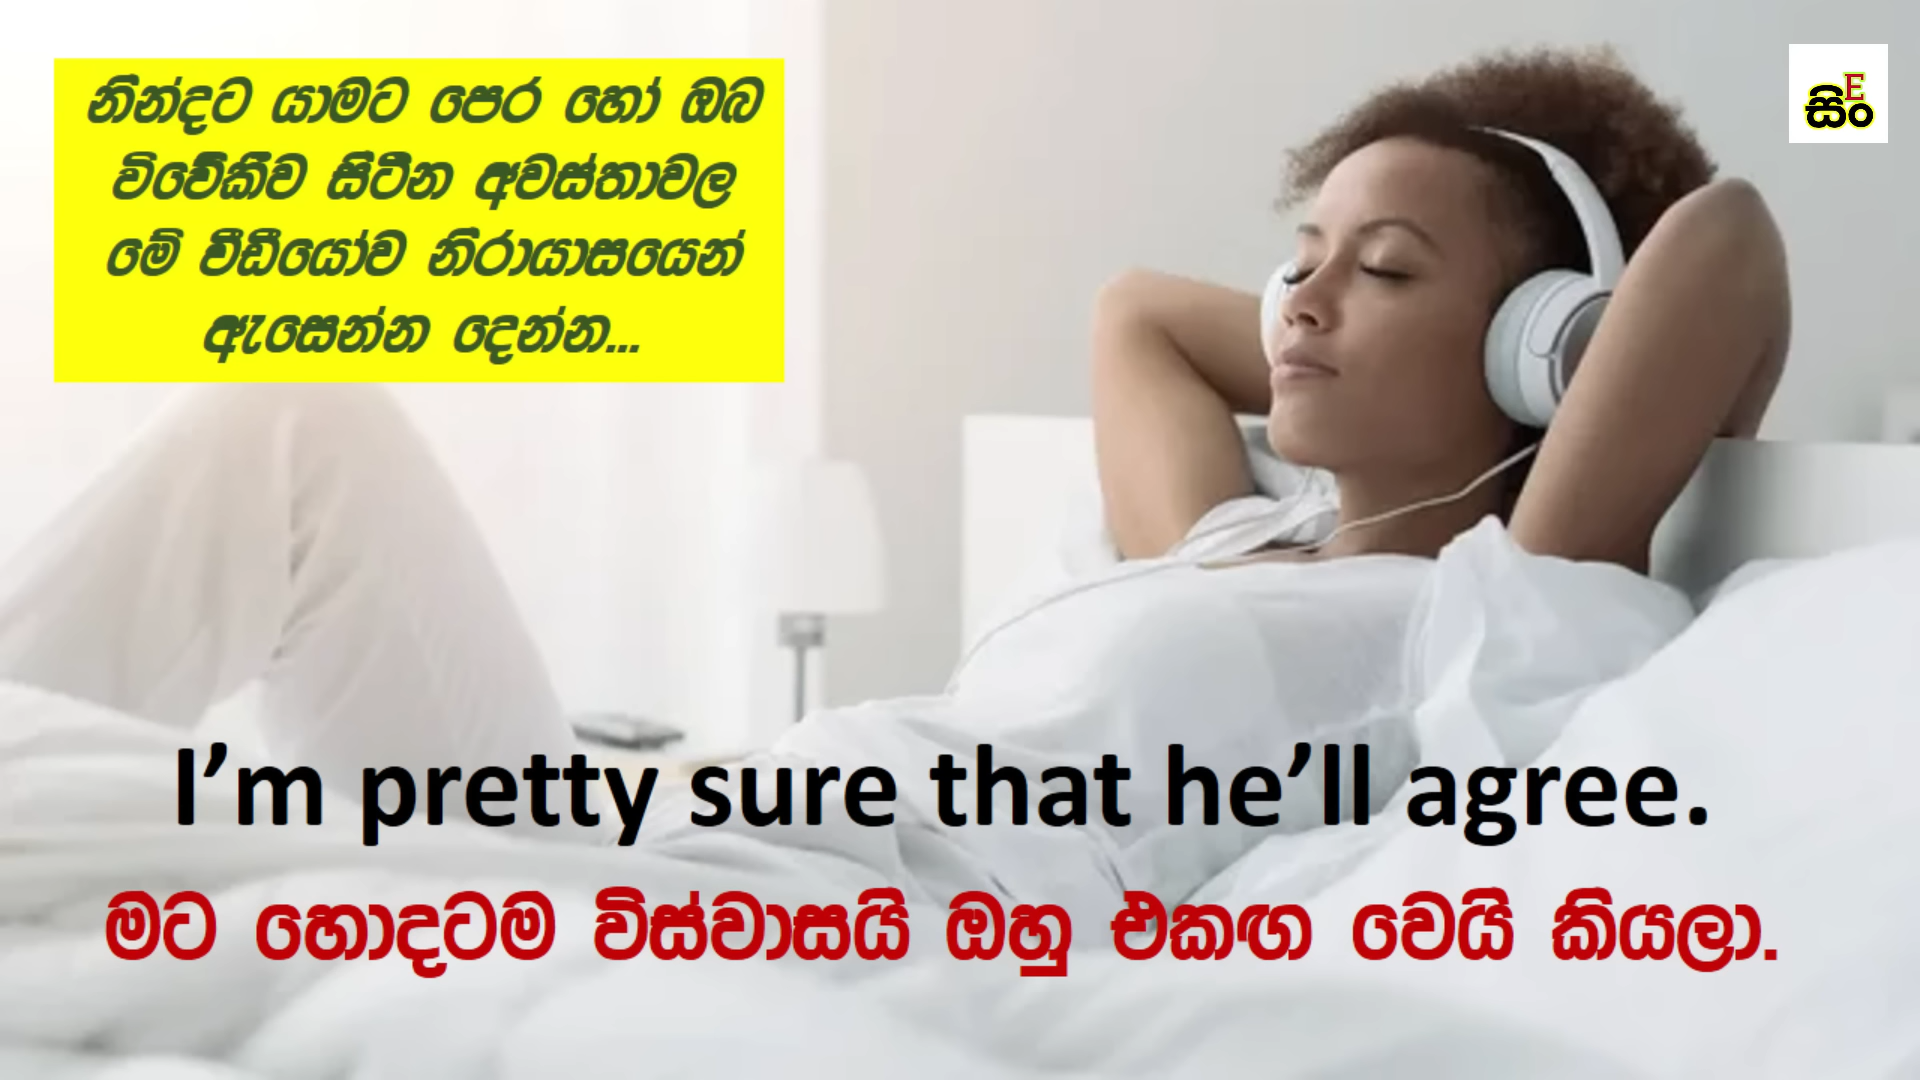 නින්දට යාමට පෙර හෝ ඔබ
විවේකීව සිටින අවස්තාවල
මේ වීඩියෝව නිරායාසයෙන්
ඇසෙන්න දෙන්න...
E
සිං
I’m pretty sure that he’ll agree.
මට හොදටම විස්වාසයි ඔහු එකඟ වෙයි කියලා.